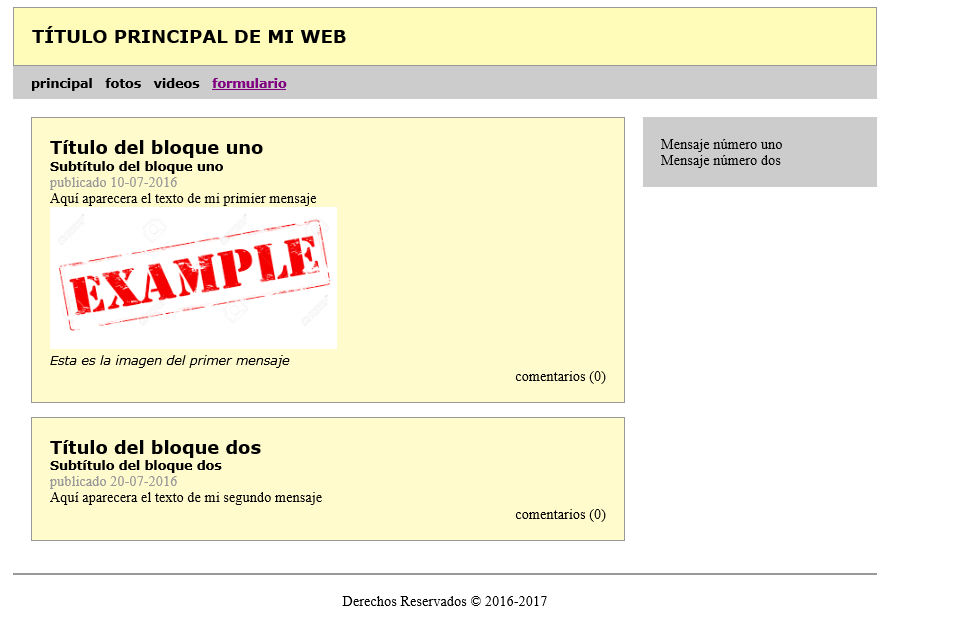 TÍTULO PRINCIPAL DE MI WEB
principal fotos videos formulario
Título del bloque uno
Subtítulo del bloque uno
publicado 10-07-2016
Aquí aparecera el texto de mi primier mensaje
EXAMPLE
Esta es la imagen del primer mensaje
comentarios (0)
Título del bloque dos
Subtítulo del bloque dos
publicado 20-07-2016
Aquí aparecera el texto de mi segundo mensaje
comentarios (0)
Mensaje número uno
Mensaje número dos
Derechos Reservados © 2016-2017